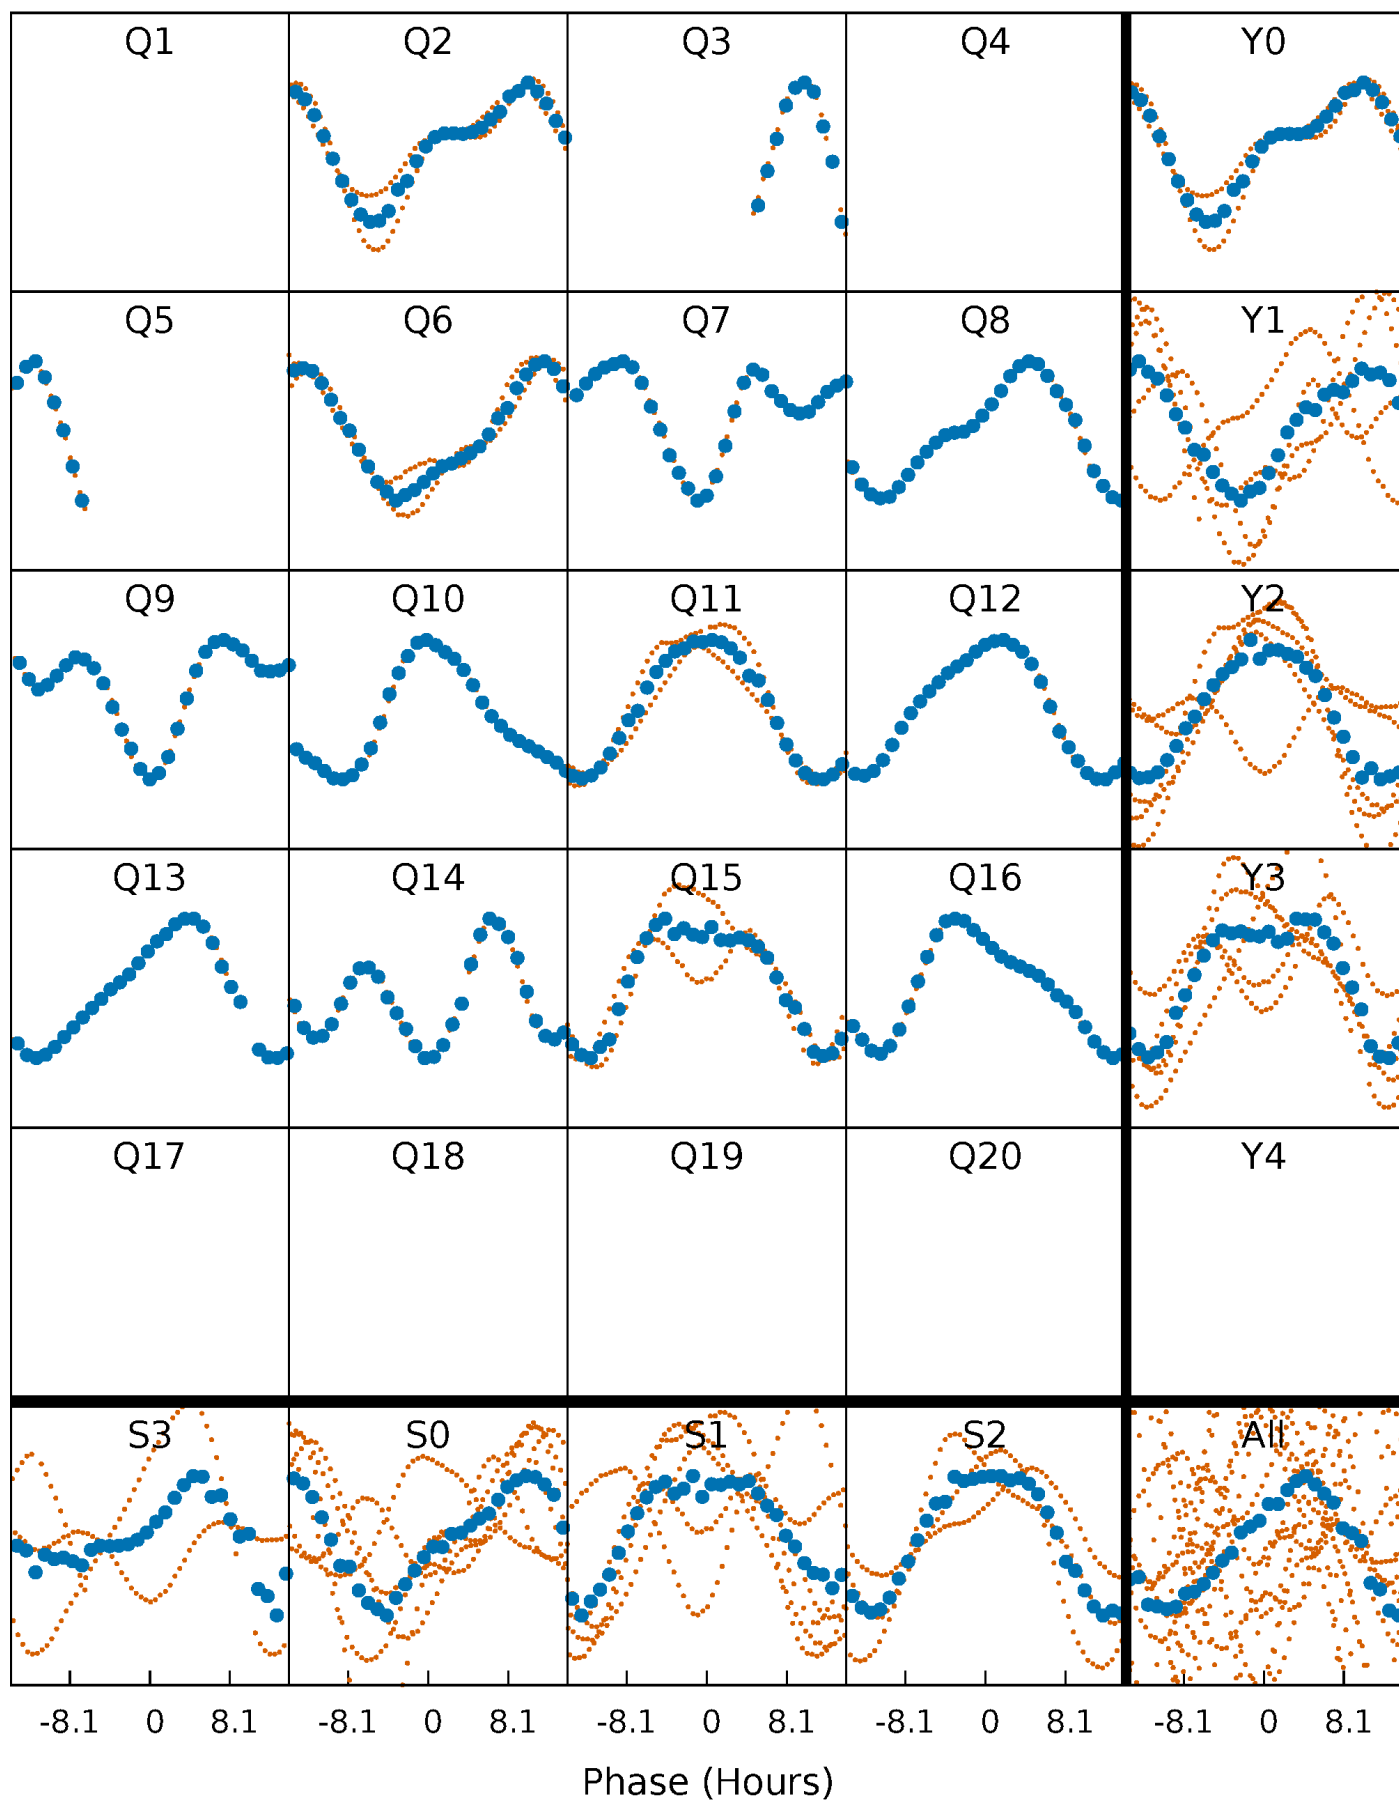 Q1 Q2 Q3 Q4 Y0
Q5 Q6 Q7 Q8 Y1
Q9 Q10 Q11 Q12 Y2
Q13 Q14 Q15 Q16 Y3
Q17 Q18 Q19 Q20 Y4
S3 S0 S1 S2 All
-8.1 0 8.1 -8.1 0 8.1 -8.1 0 8.1 -8.1 0 8.1 -8.1 0 8.1
Phase (Hours)